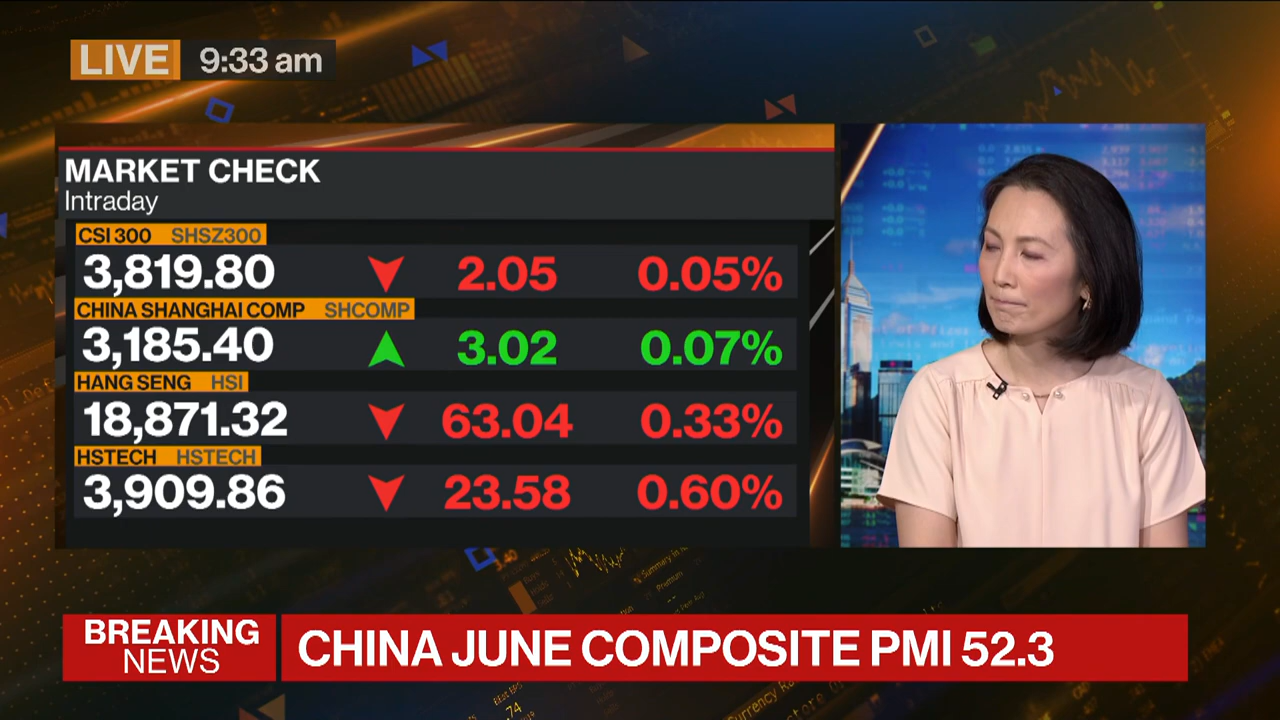 LIVE 9:33 am
MARKET CHECK
Intraday
CSI 300 SHSZ300
3,819.80 2.05 0.05%
CHINA SHANGHAI COMP SHCOMP
3,185.40 3.02 0.07%
HANG SENG HSI
18,871.32 63.04 0.33%
HSTECH HSTECH
3,909.86 23.58 0.60%
BREAKING
NEWS
CHINA JUNE COMPOSITE PMI 52.3